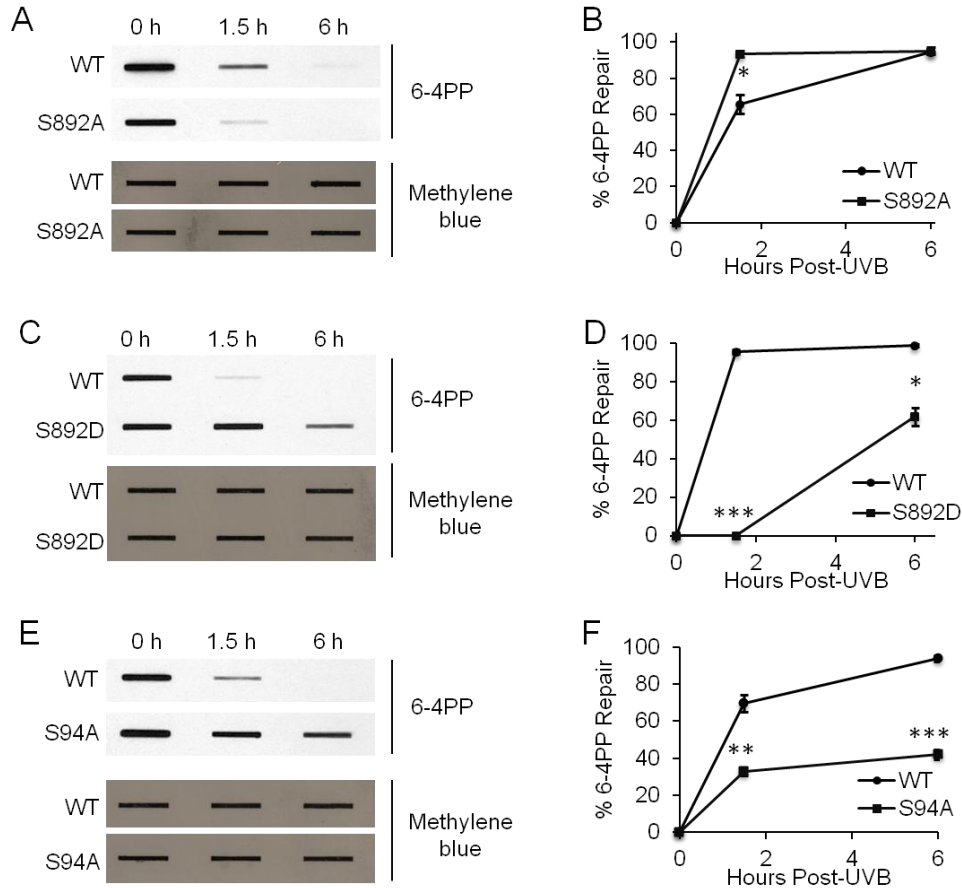 A
0 h 1.5 h 6 h
WT
S892A
6-4PP
WT
S892A
Methylene
blue
B
% 6-4PP Repair
100
80
60
40
20
0
*
WT
S892A
0 2 4 6
Hours Post-UVB
C
0 h 1.5 h 6 h
WT
S892D
6-4PP
WT
S892D
Methylene
blue
D
% 6-4PP Repair
100
80
60
40
20
0
*
***
WT
S892D
0 2 4 6
Hours Post-UVB
E
0 h 1.5 h 6 h
WT
S94A
6-4PP
WT
S94A
Methylene
blue
F
% 6-4PP Repair
100
80
60
40
20
0
**
***
WT
S94A
0 2 4 6
Hours Post-UVB